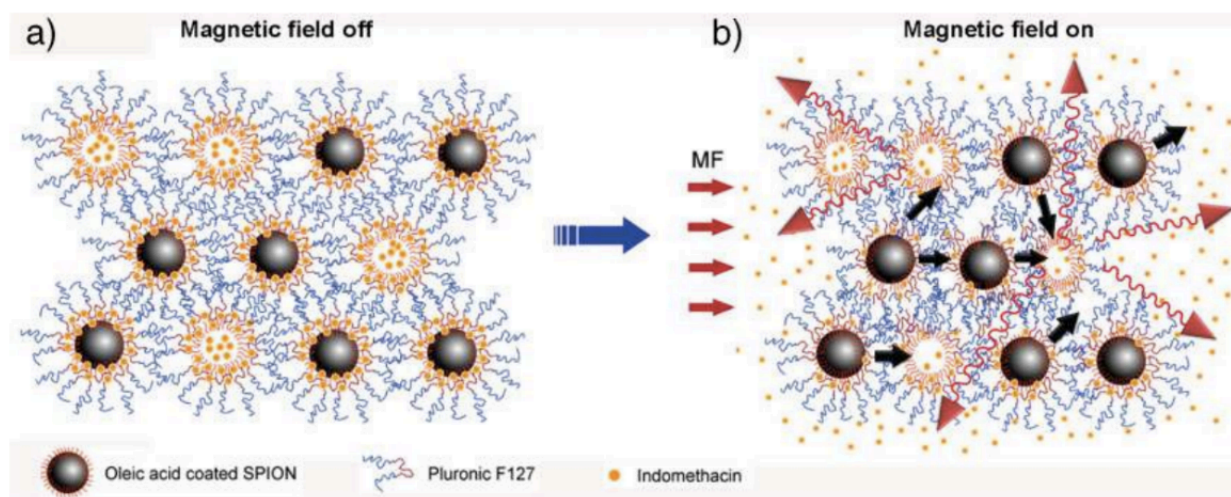 a)
Magnetic field off
b)
Magnetic field on
MF
Oleic acid coated SPION
Pluronic F127
Indomethacin